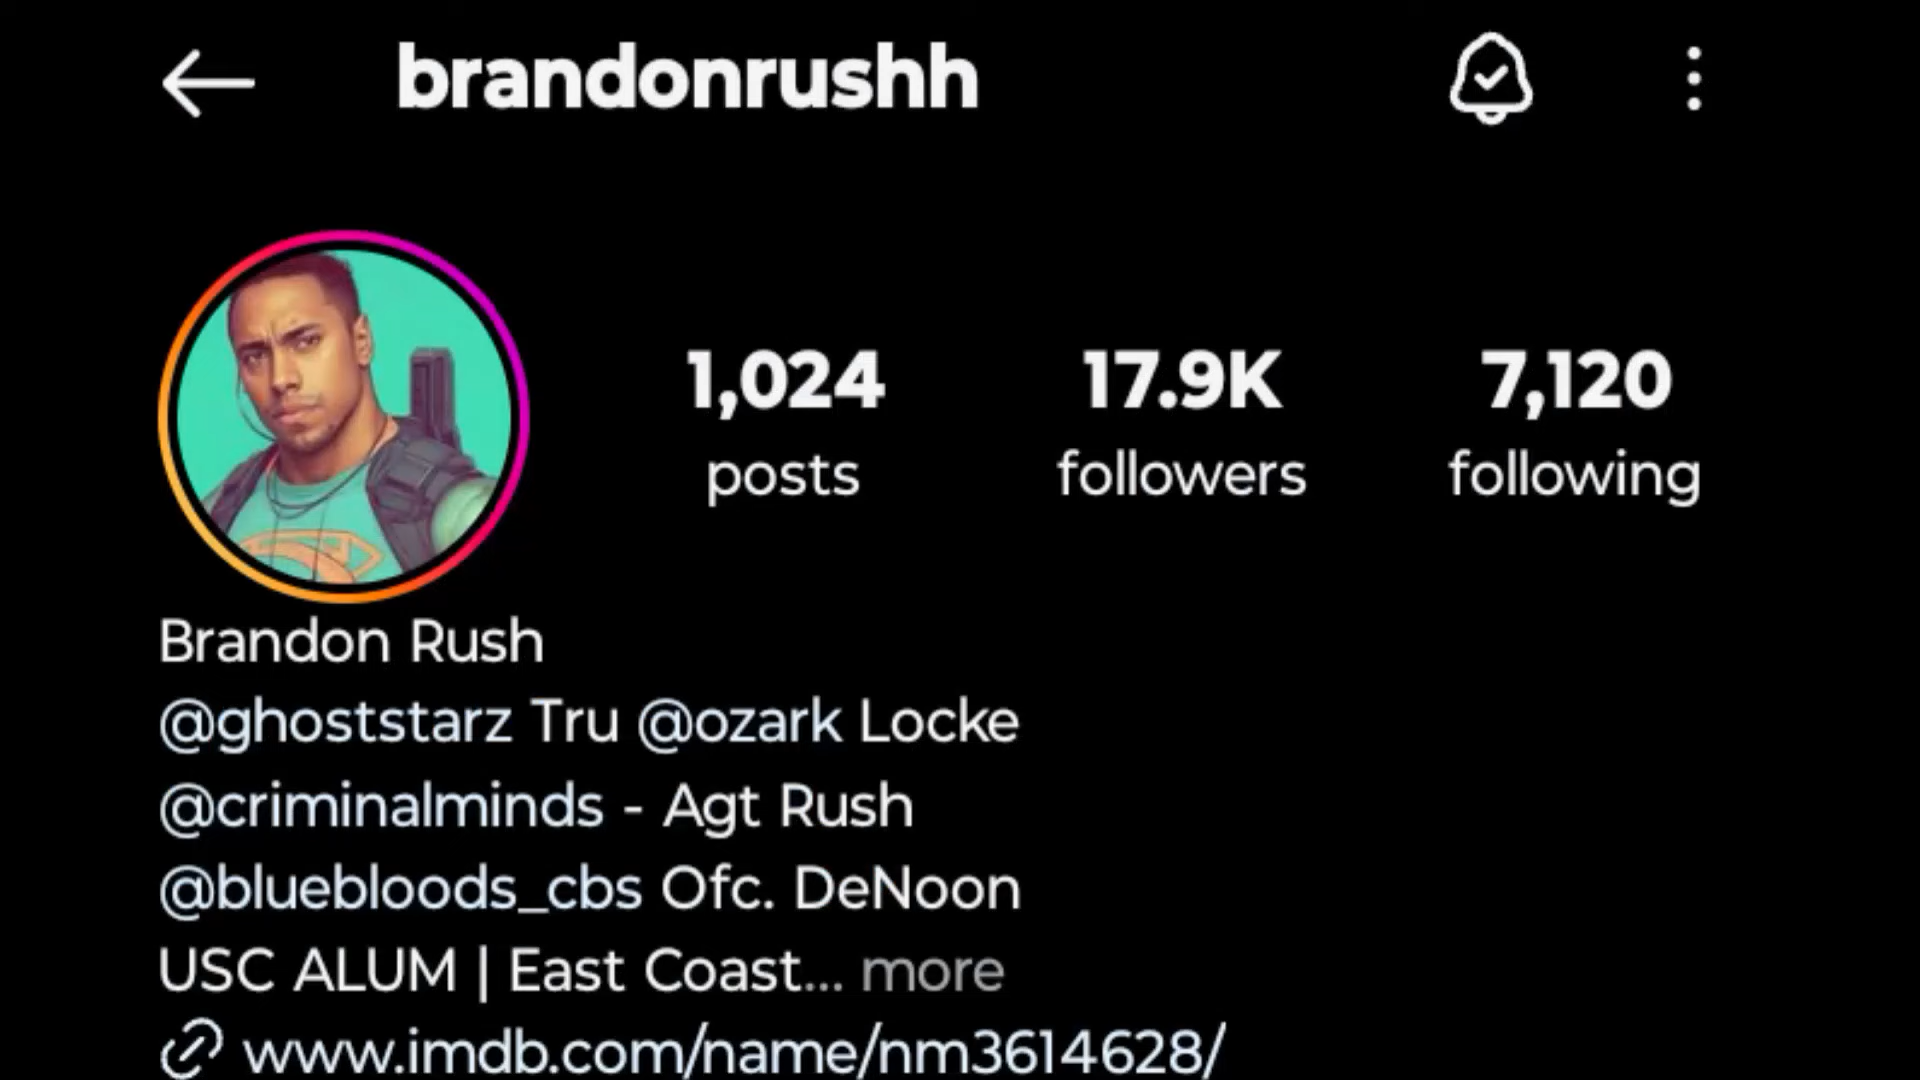 brandonrushh
1,024 17.9K 7,120
posts followers following
Brandon Rush
@ghoststarz Tru @ozark Locke
@criminalminds - Agt Rush
@bluebloods_cbs Ofc. DeNoon
USC ALUM | East Coast... more
www.imdb.com/name/nm3614628/